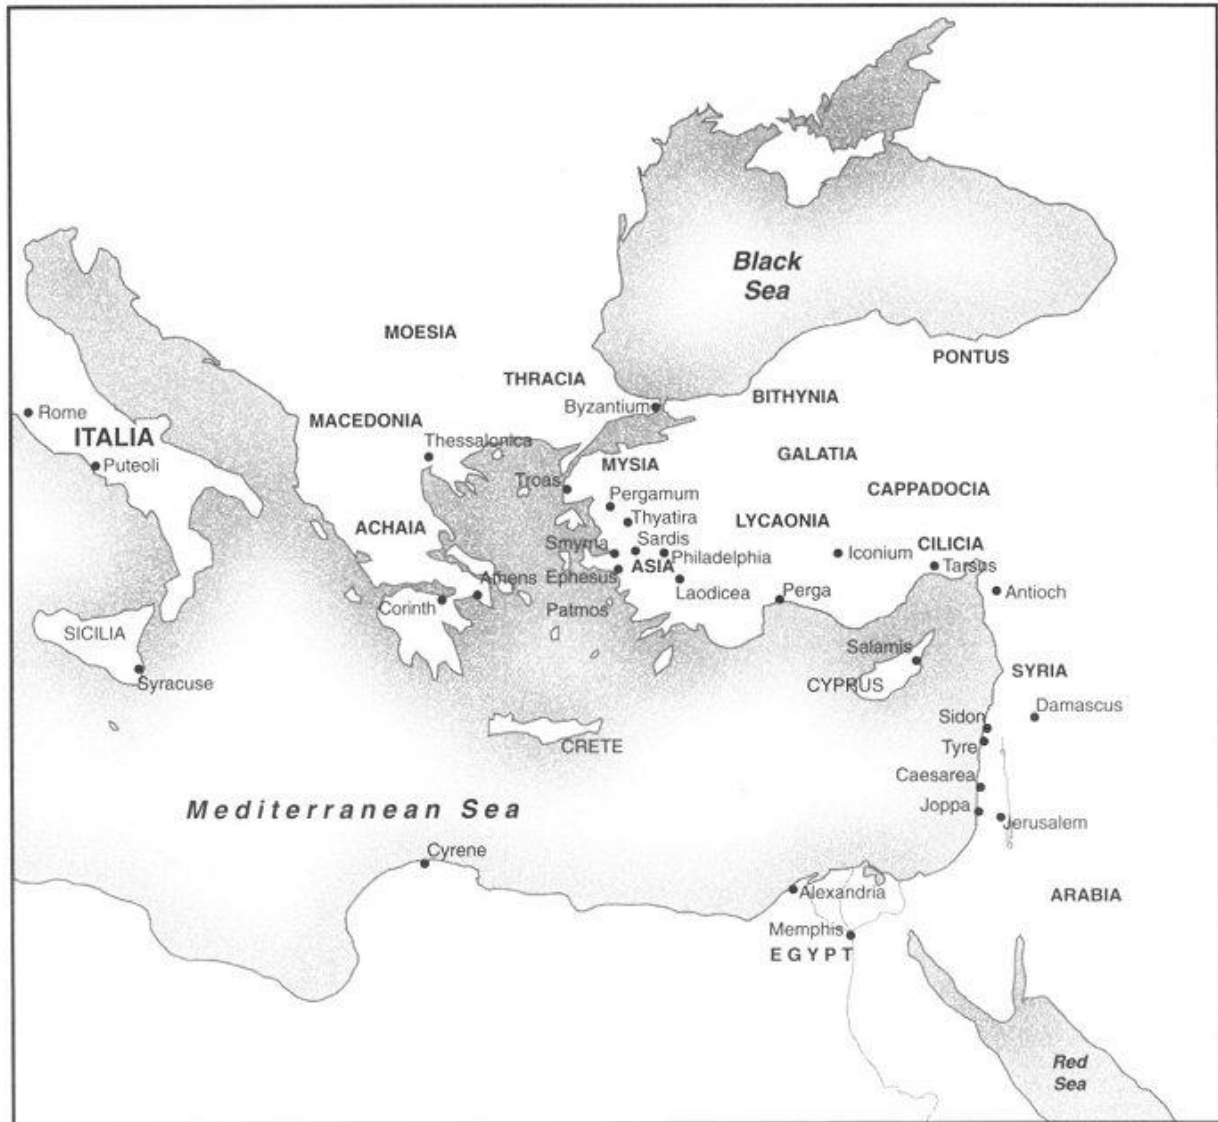 Black
Sea
MOESIA
PONTUS
THRACIA
BITHYNIA
Byzantium
Rome
MACEDONIA
ITALIA
Thessalonica
GALATIA
Puteoli
MYSIA
Troas
CAPPADOCIA
Pergamum
Thyatira
LYCAONIA
ACHAIA
Sardis
Smyrna
Philadelphia
Iconium
CILICIA
ASIA
Tarsus
Athens
Ephesus
Laodicea
Perga
Antioch
Corinth
Patmos
SICILIA
Salamis
SYRIA
Syracuse
CYPRUS
Damascus
Sidon
CRETE
Tyre
Caesarea
Mediterranean Sea
Joppa
Jerusalem
Cyrene
Alexandria
ARABIA
Memphis
EGYPT
Red
Sea